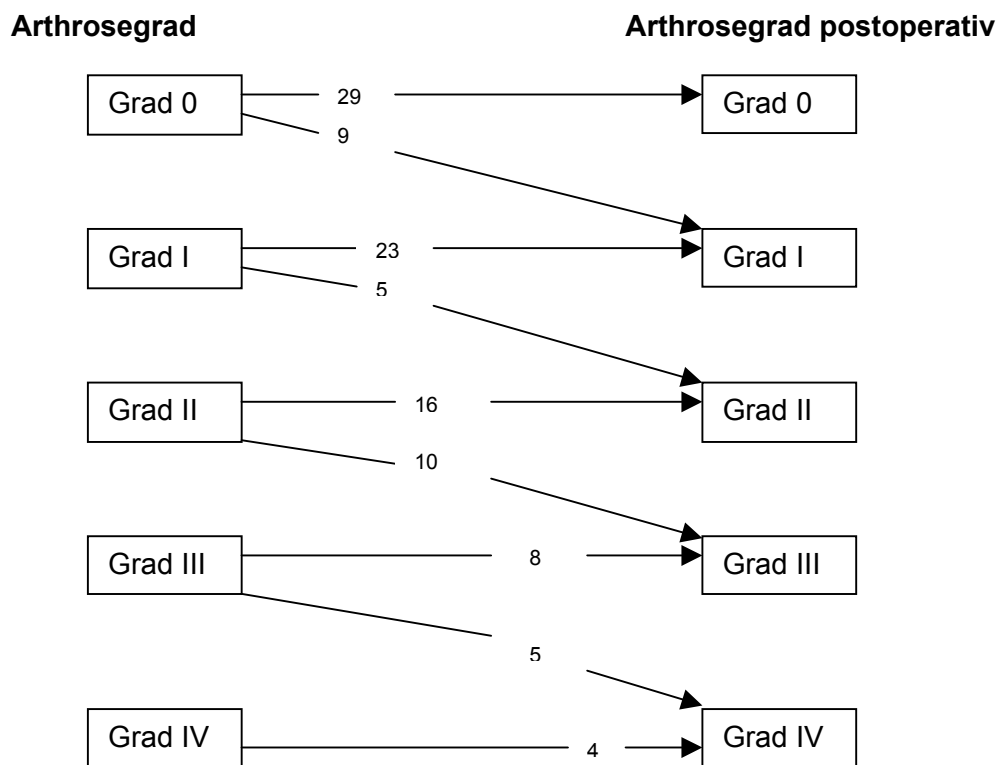 Arthrosegrad Arthrosegrad postoperativ
Grad 0 29 Grad 0
9
Grad I 23 Grad I
5
Grad II 16 Grad II
10
Grad III 8 Grad III
5
Grad IV 4 Grad IV